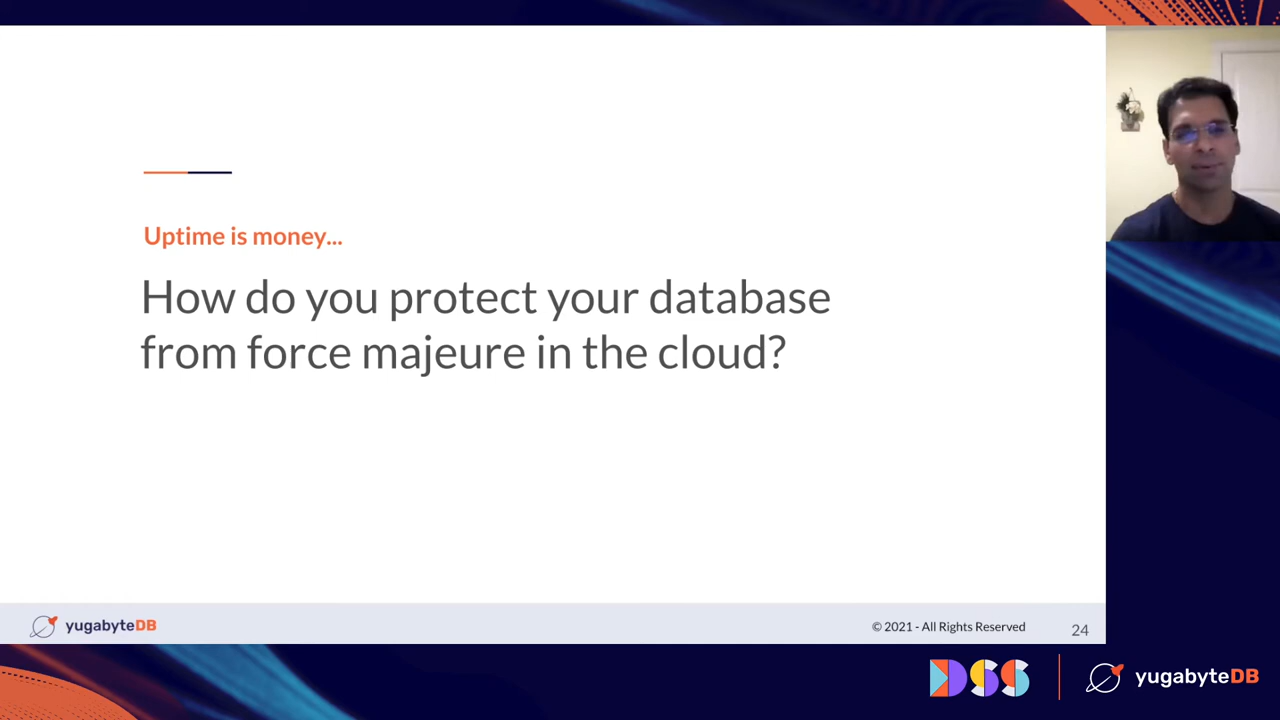 Uptime is money...
How do you protect your database
from force majeure in the cloud?
yugabyteDB
© 2021 - All Rights Reserved
24
DSS
yugabyteDB